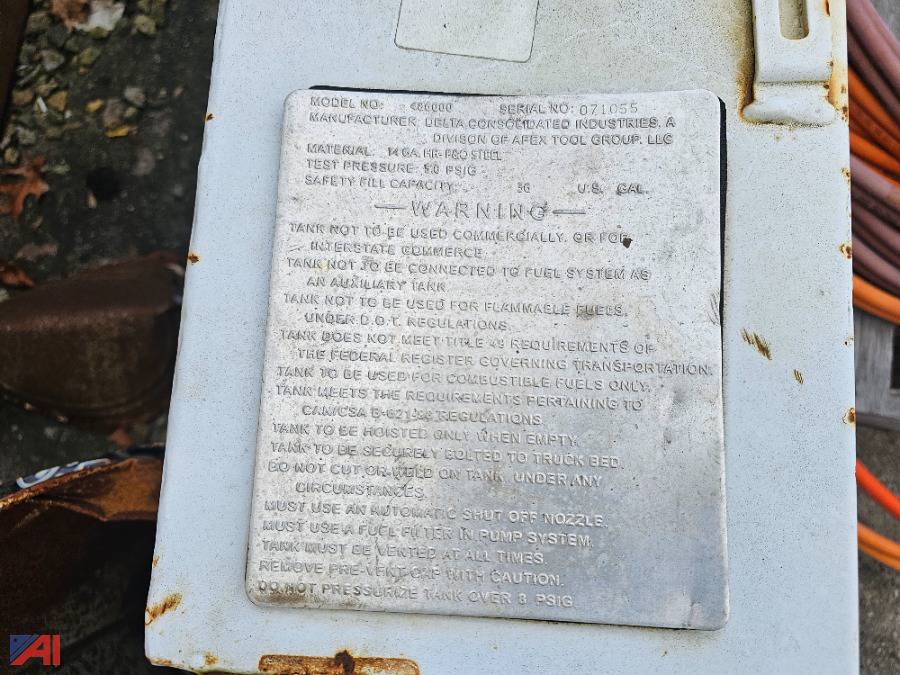 MODEL NO: 486000 SERIAL NO: 071055
MANUFACTURER DELTA CONSOLIDATED INDUSTRIES. A
DIVISON OF APEX TOOL GROUP. LLC
MATERIAL: 14 GA. HR-P&O STEEL
TEST PRESSURE: PSIG
SAFETY FILL CAPACITY: U.S. GAL.
—WARNING—
TANK NOT TO BE USED COMMERCIALLY, OR FOR
INTERSTATE COMMERCE.
TANK NOT TO BE CONNECTED TO FUEL SYSTEM AS
AN AUXILIARY TANK
TANK NOT TO BE USED FOR FLAMMABLE FUELS.
UNDER D.O.T. REGULATIONS.
TANK DOES NOT MEET TITLE 49 REQUIREMENTS OF
THE FEDERAL REGISTER GOVERNING TRANSPORTATION.
TANK TO BE USED FOR COMBUSTIBLE FUELS ONLY.
TANK MEETS THE REQUIREMENTS PERTAINING TO
CAN/CSA REGULATIONS.
TANK TO BE HOISTED ONLY WHEN EMPTY.
TANK TO BE SECURELY BOLTED TO TRUCK BED.
DO NOT CUT OR WELD ON TANK UNDER ANY
CIRCUMSTANCES.
MUST USE AN AUTOMATIC SHUT OFF NOZZLE.
MUST USE A FUEL FILTER IN PUMP SYSTEM.
TANK MUST BE VENTED AT ALL TIMES.
REMOVE PRE-VENT CAP WITH CAUTION.
DO NOT PRESSURIZE TANK OVER 3 PSIG
AI